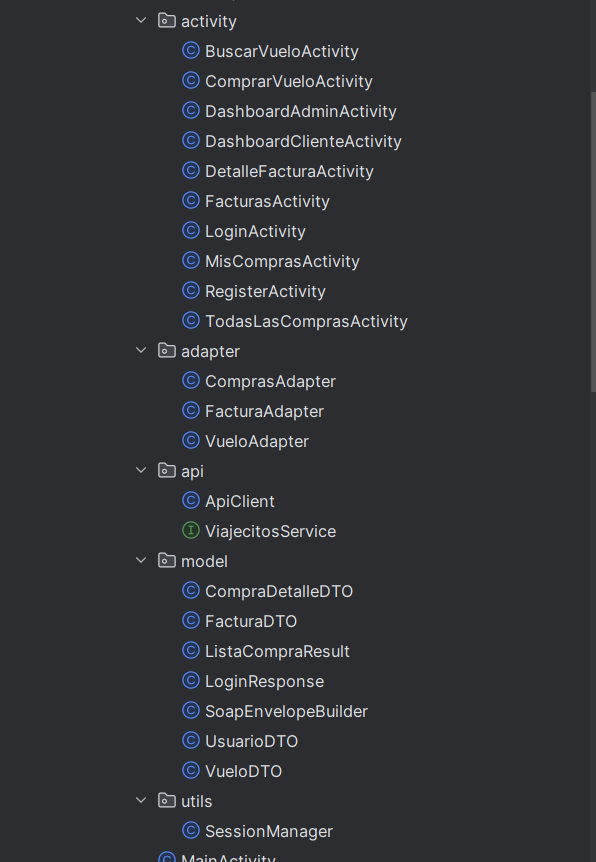 activity
BuscarVueloActivity
ComprarVueloActivity
DashboardAdminActivity
DashboardClienteActivity
DetalleFacturaActivity
FacturasActivity
LoginActivity
MisComprasActivity
RegisterActivity
TodasLasComprasActivity
adapter
ComprasAdapter
FacturaAdapter
VueloAdapter
api
ApiClient
ViajecitosService
model
CompraDetalleDTO
FacturaDTO
ListaCompraResult
LoginResponse
SoapEnvelopeBuilder
UsuarioDTO
VueloDTO
utils
SessionManager
MainActivity